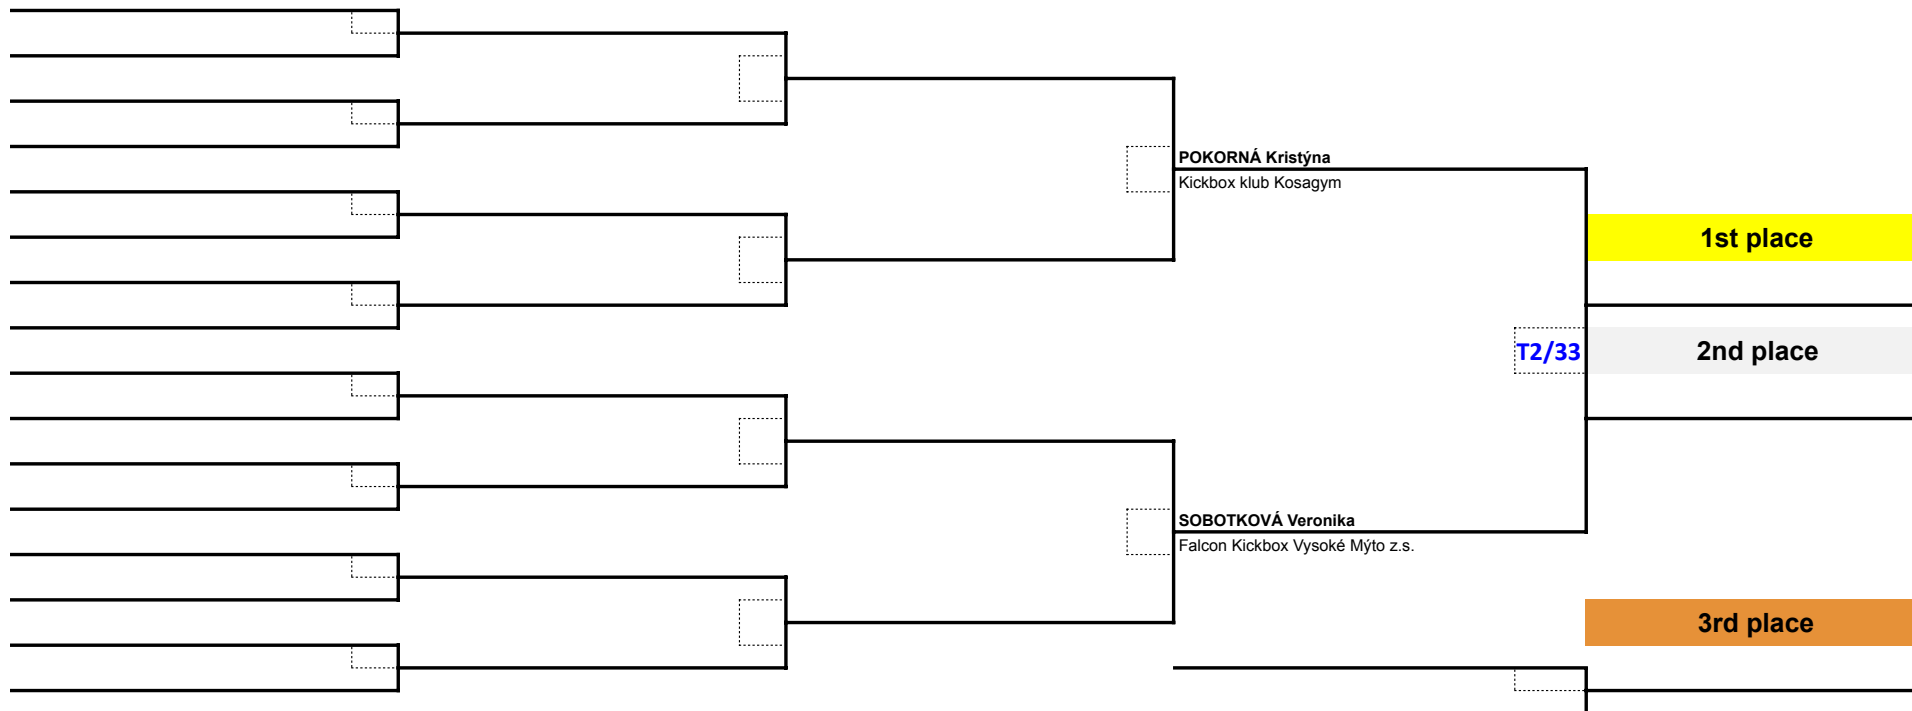 POKORNÁ Kristýna
Kickbox klub Kosagym
1st place
T2/33
2nd place
SOBOTKOVÁ Veronika
Falcon Kickbox Vysoké Mýto z.s.
3rd place